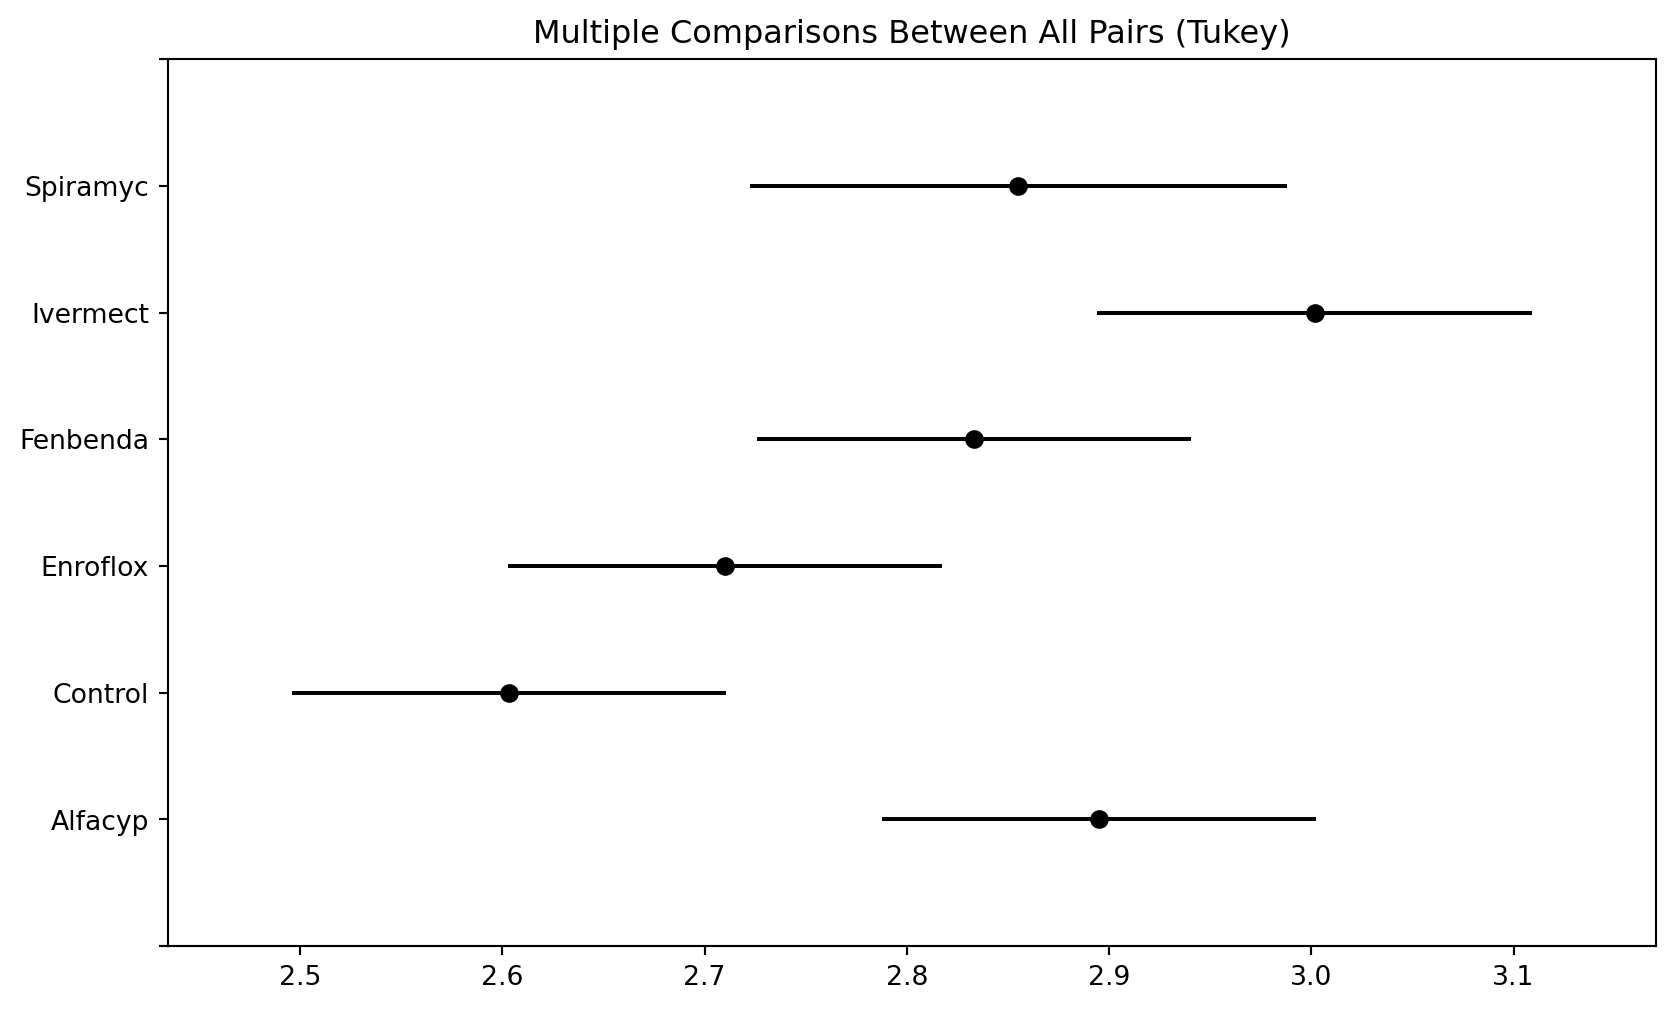 Multiple Comparisons Between All Pairs (Tukey)
Spiramyc
Ivermect
Fenbenda
Enroflox
Control
Alfacyp
2.5 2.6 2.7 2.8 2.9 3.0 3.1